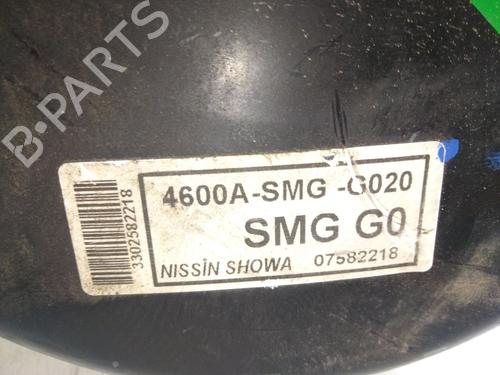 B-PARTS
4600A-SMG -G020
SMG G0
NISSIN SHOWA 07582218
3302582218